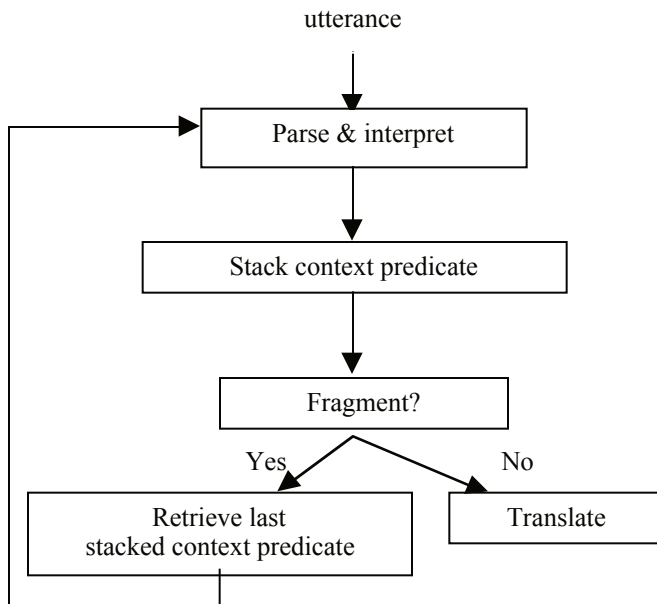 utterance
Parse & interpret
Stack context predicate
Fragment?
Yes
No
Retrieve last
stacked context predicate
Translate